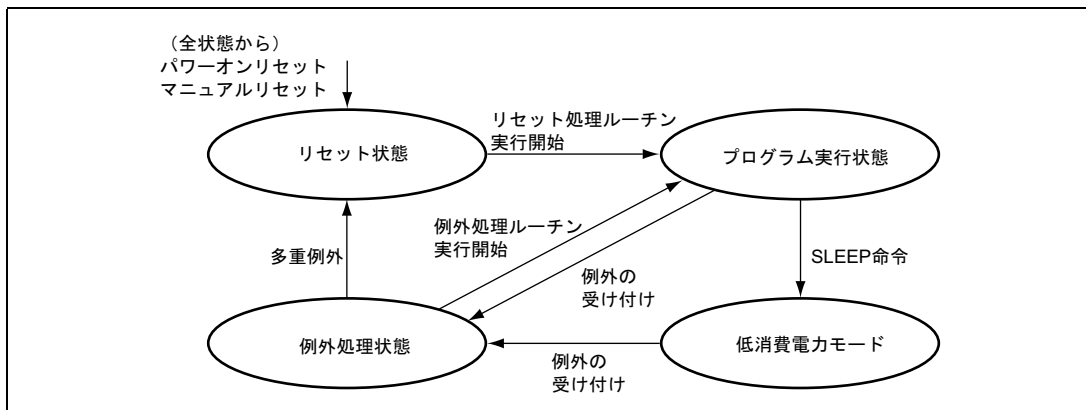 （全状態から）
パワーオンリセット
マニュアルリセット
リセット状態
リセット処理ルーチン
実行開始
プログラム実行状態
例外処理ルーチン
実行開始
多重例外
例外の
受け付け
SLEEP命令
例外処理状態
例外の
受け付け
低消費電力モード